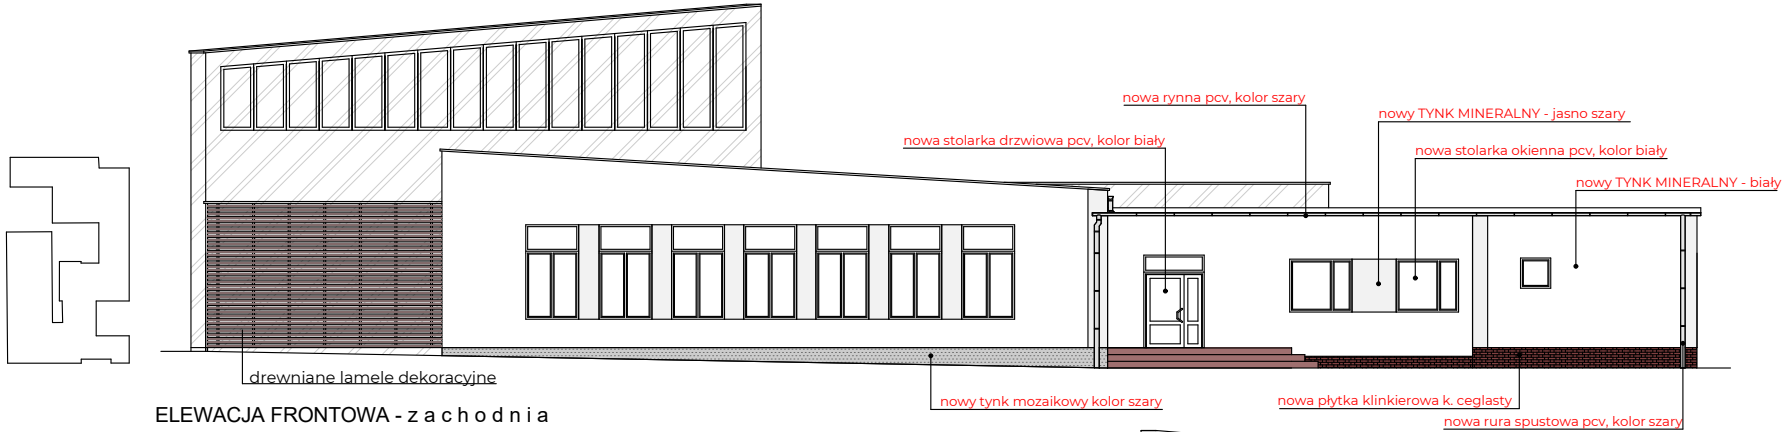 nowa rynna pcv, kolor szary
nowy TYNK MINERALNY - jasno szary
nowa stolarka drzwiowa pcv, kolor biały
nowa stolarka okienna pcv, kolor biały
nowy TYNK MINERALNY - biały
drewniane lamele dekoracyjne
nowy tynk mozaikowy kolor szary
nowa płytka klinkierowa k. ceglasty
ELEWACJA FRONTOWA - zachodnia
nowa rura spustowa pcv, kolor szary